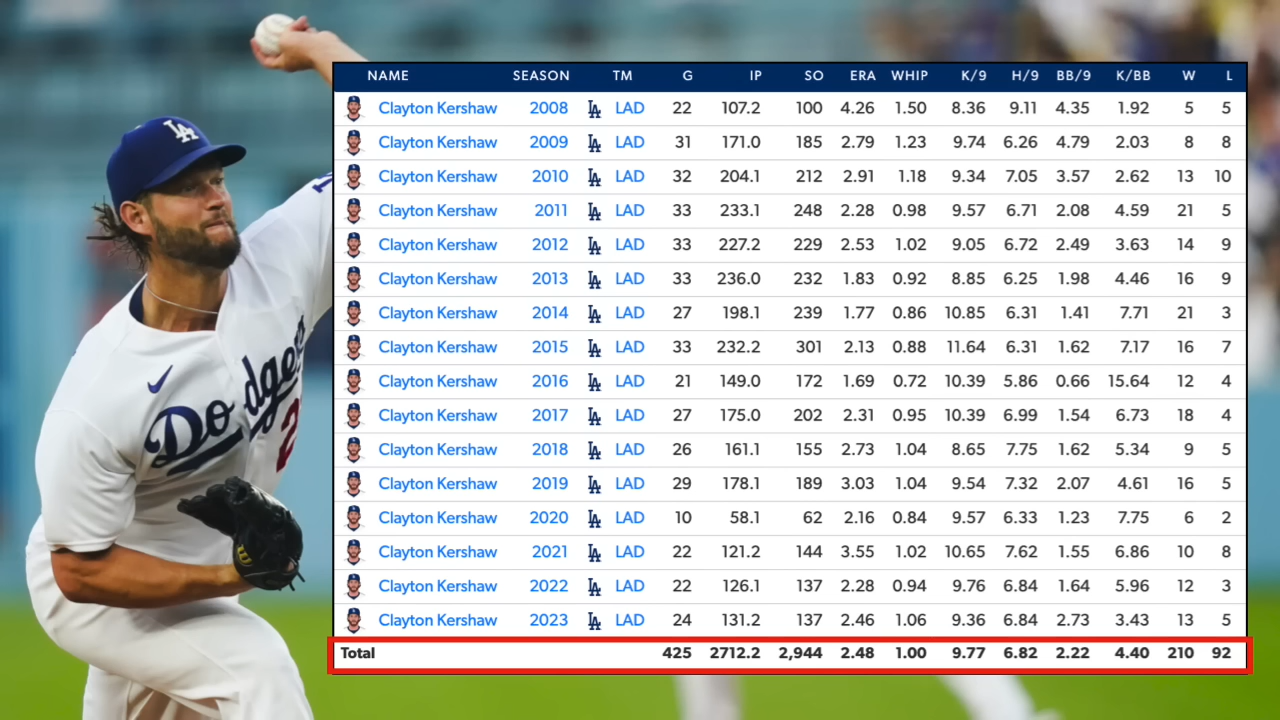 NAME SEASON TM G IP SO ERA WHIP K/9 H/9 BB/9 K/BB W L
Clayton Kershaw 2008 LA LAD 22 107.2 100 4.26 1.50 8.36 9.11 4.35 1.92 5 5
Clayton Kershaw 2009 LA LAD 31 171.0 185 2.79 1.23 9.74 6.26 4.79 2.03 8 8
Clayton Kershaw 2010 LA LAD 32 204.1 212 2.91 1.18 9.34 7.05 3.57 2.62 13 10
Clayton Kershaw 2011 LA LAD 33 233.1 248 2.28 0.98 9.57 6.71 2.08 4.59 21 5
Clayton Kershaw 2012 LA LAD 33 227.2 229 2.53 1.02 9.05 6.72 2.49 3.63 14 9
Clayton Kershaw 2013 LA LAD 33 236.0 232 1.83 0.92 8.85 6.25 1.98 4.46 16 9
Clayton Kershaw 2014 LA LAD 27 198.1 239 1.77 0.86 10.85 6.31 1.41 7.71 21 3
Clayton Kershaw 2015 LA LAD 33 232.2 301 2.13 0.88 11.64 6.31 1.62 7.17 16 7
Clayton Kershaw 2016 LA LAD 21 149.0 172 1.69 0.72 10.39 5.86 0.66 15.64 12 4
Clayton Kershaw 2017 LA LAD 27 175.0 202 2.31 0.95 10.39 6.99 1.54 6.73 18 4
Clayton Kershaw 2018 LA LAD 26 161.1 155 2.73 1.04 8.65 7.75 1.62 5.34 9 5
Clayton Kershaw 2019 LA LAD 29 178.1 189 3.03 1.04 9.54 7.32 2.07 4.61 16 5
Clayton Kershaw 2020 LA LAD 10 58.1 62 2.16 0.84 9.57 6.33 1.23 7.75 6 2
Clayton Kershaw 2021 LA LAD 22 121.2 144 3.55 1.02 10.65 7.62 1.55 6.86 10 8
Clayton Kershaw 2022 LA LAD 22 126.1 137 2.28 0.94 9.76 6.84 1.64 5.96 12 3
Clayton Kershaw 2023 LA LAD 24 131.2 137 2.46 1.06 9.36 6.84 2.73 3.43 13 5
Total 425 2712.2 2,944 2.48 1.00 9.77 6.82 2.22 4.40 210 92
LA
Dodgers
2
W